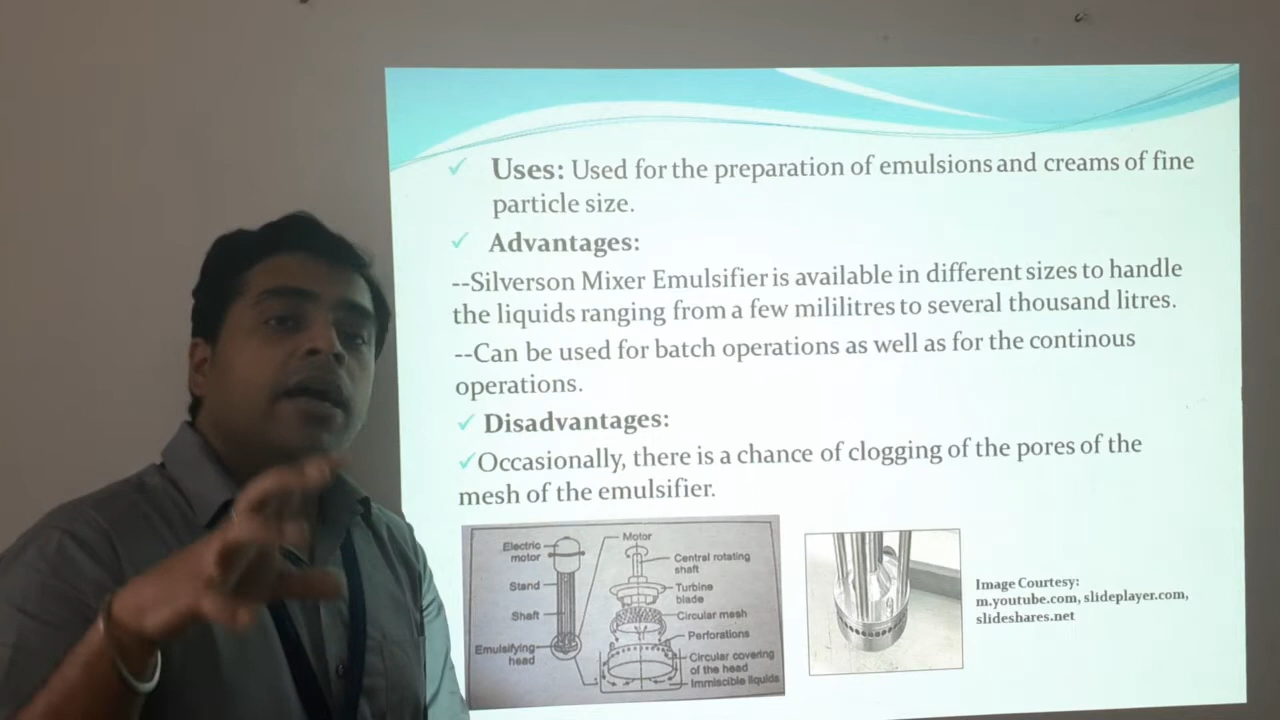 ✓ Uses: Used for the preparation of emulsions and creams of fine
particle size.
✓ Advantages:
--Silverson Mixer Emulsifier is available in different sizes to handle
the liquids ranging from a few mililitres to several thousand litres.
--Can be used for batch operations as well as for the continous
operations.
✓ Disadvantages:
✓Occasionally, there is a chance of clogging of the pores of the
mesh of the emulsifier.
Electric
motor
Stand
Shaft
Emulsifying
head
Motor
Central rotating
shaft
Turbine
blade
Circular mesh
Perforations
Circular covering
of the head
Immiscible liquids
Image Courtesy:
m.youtube.com, slideplayer.com,
slideshares.net